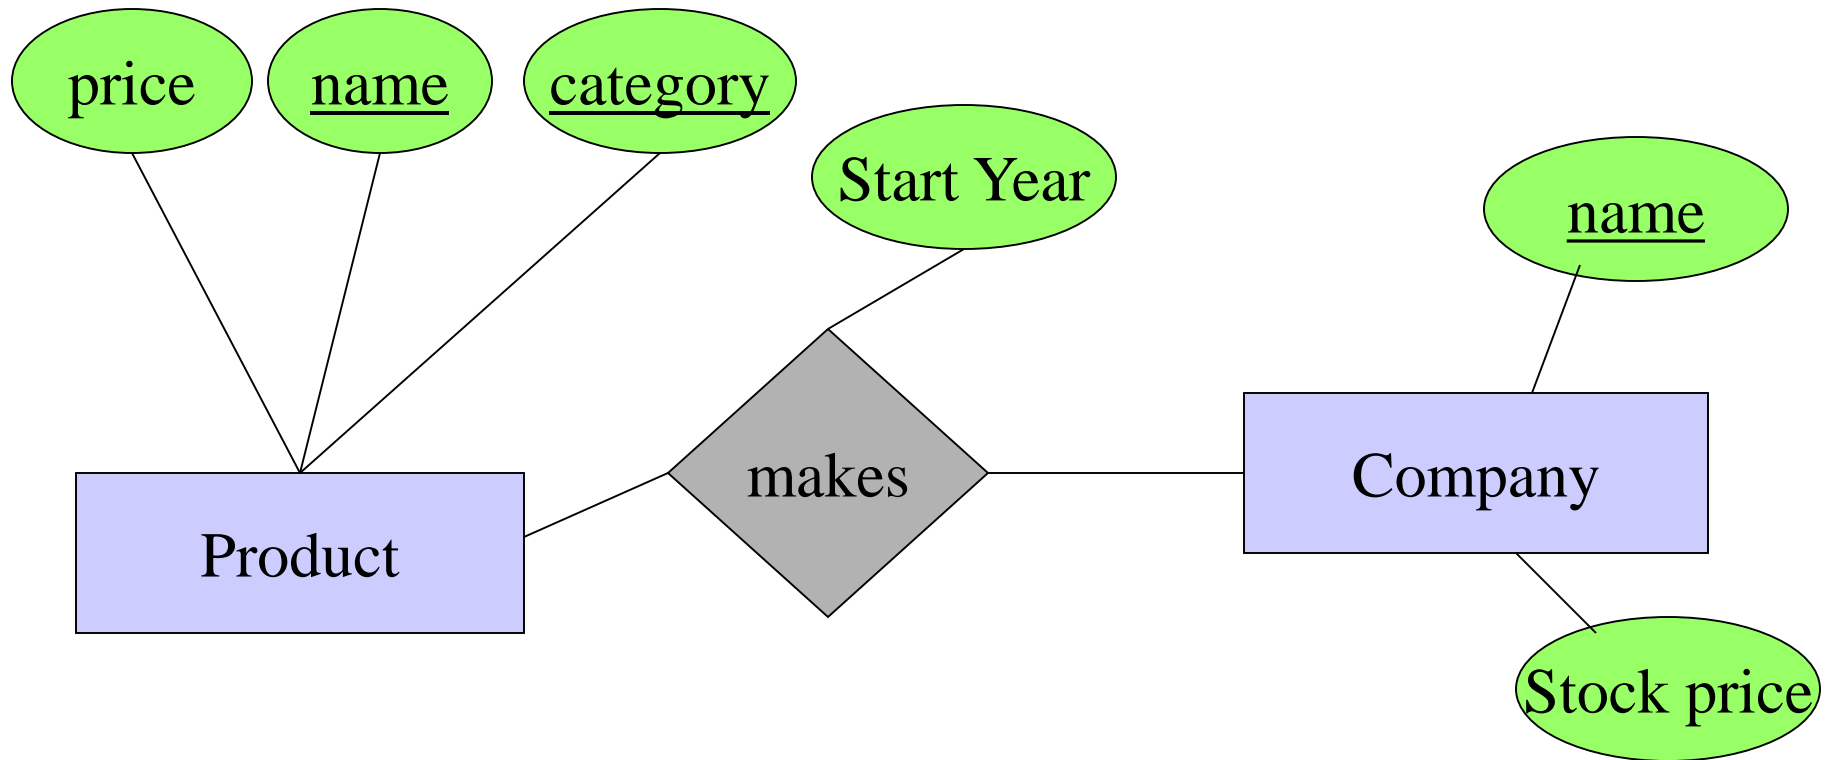 price
name
category
Start Year
name
makes
Company
Product
Stock price